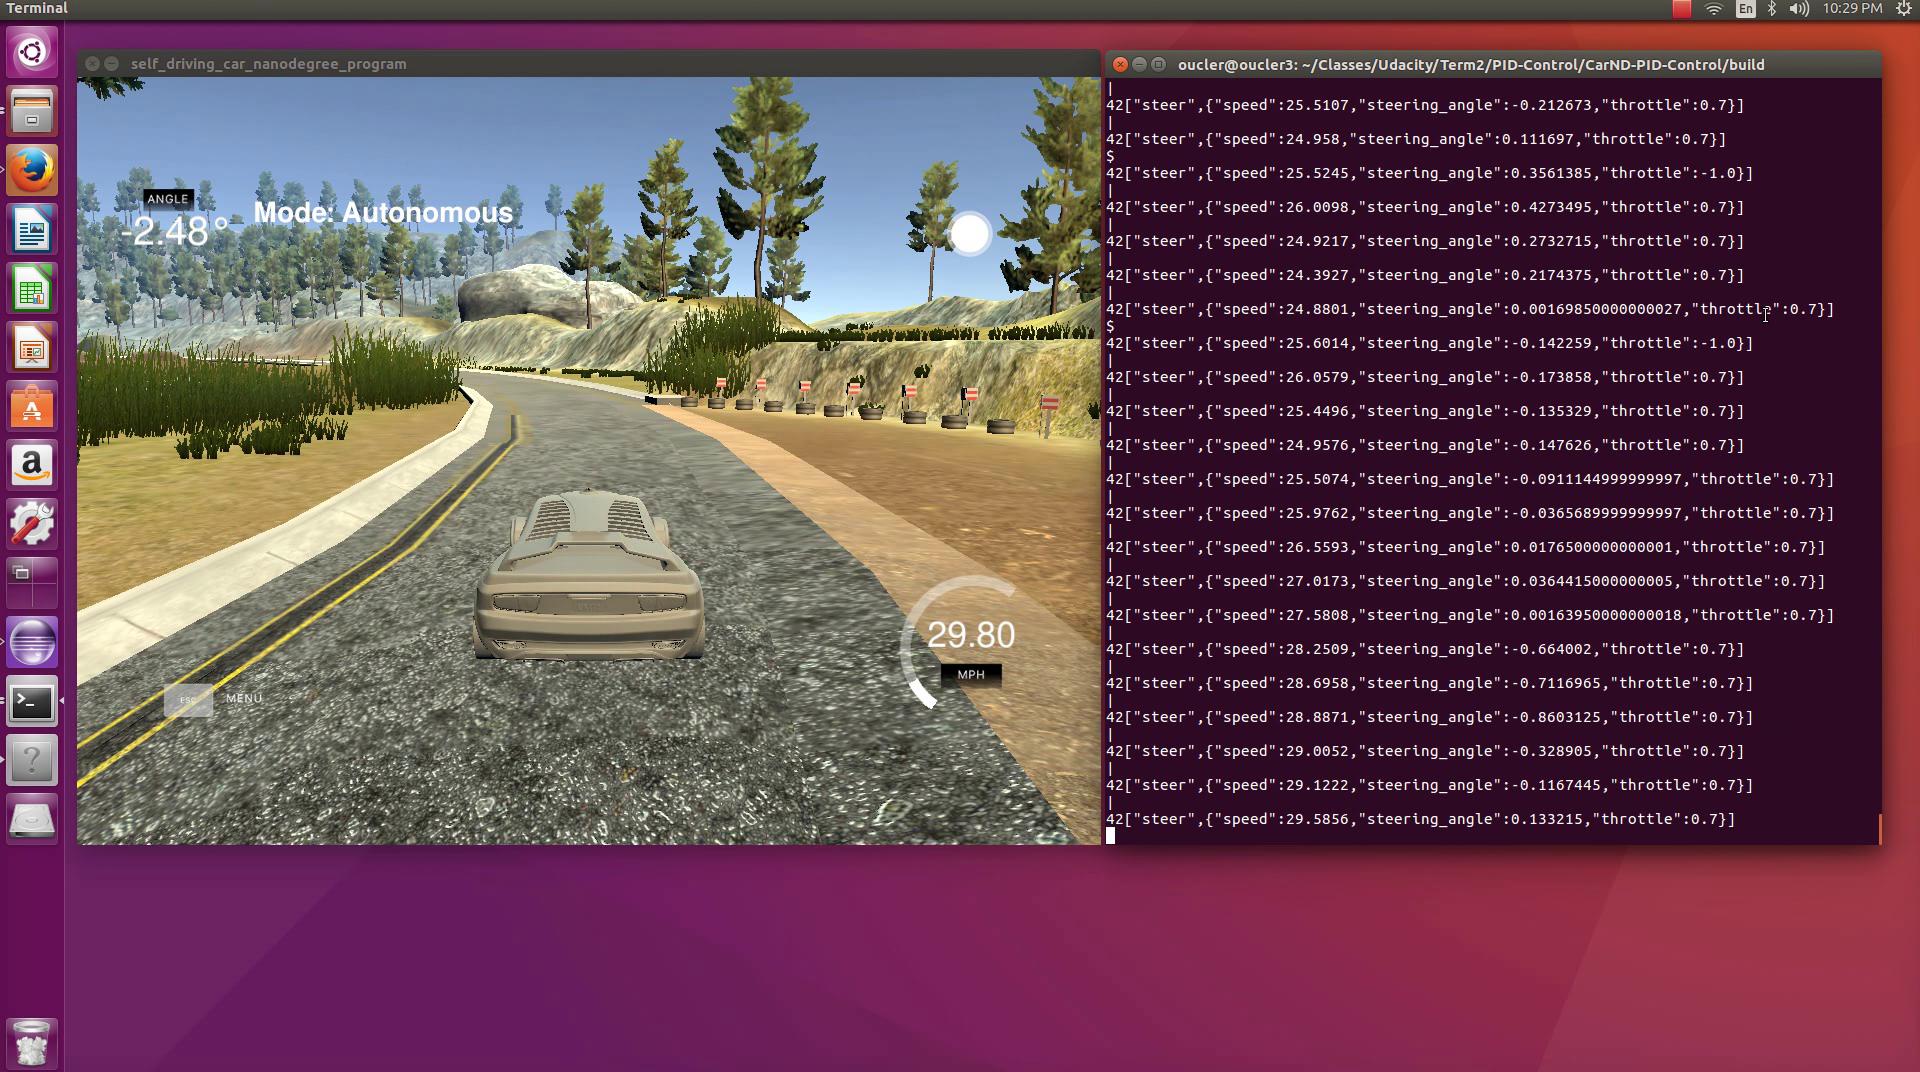 Terminal
En
10:29 PM
self_driving_car_nanodegree_program
ANGLE
-2.48°
Mode: Autonomous
29.80
MPH
ESC
MENU
a
>_
?
oucler@oucler3: ~/Classes/Udacity/Term2/PID-Control/CarND-PID-Control/build
|
42["steer",{"speed":25.5107,"steering_angle":-0.212673,"throttle":0.7}]
|
42["steer",{"speed":24.958,"steering_angle":0.111697,"throttle":0.7}]
$
42["steer",{"speed":25.5245,"steering_angle":0.3561385,"throttle":-1.0}]
|
42["steer",{"speed":26.0098,"steering_angle":0.4273495,"throttle":0.7}]
|
42["steer",{"speed":24.9217,"steering_angle":0.2732715,"throttle":0.7}]
|
42["steer",{"speed":24.3927,"steering_angle":0.2174375,"throttle":0.7}]
|
42["steer",{"speed":24.8801,"steering_angle":0.00169850000000027,"throttle":0.7}]
$
42["steer",{"speed":25.6014,"steering_angle":-0.142259,"throttle":-1.0}]
|
42["steer",{"speed":26.0579,"steering_angle":-0.173858,"throttle":0.7}]
|
42["steer",{"speed":25.4496,"steering_angle":-0.135329,"throttle":0.7}]
|
42["steer",{"speed":24.9576,"steering_angle":-0.147626,"throttle":0.7}]
|
42["steer",{"speed":25.5074,"steering_angle":-0.0911144999999997,"throttle":0.7}]
|
42["steer",{"speed":25.9762,"steering_angle":-0.0365689999999997,"throttle":0.7}]
|
42["steer",{"speed":26.5593,"steering_angle":0.0176500000000001,"throttle":0.7}]
|
42["steer",{"speed":27.0173,"steering_angle":0.0364415000000005,"throttle":0.7}]
|
42["steer",{"speed":27.5808,"steering_angle":0.00163950000000018,"throttle":0.7}]
|
42["steer",{"speed":28.2509,"steering_angle":-0.664002,"throttle":0.7}]
|
42["steer",{"speed":28.6958,"steering_angle":-0.7116965,"throttle":0.7}]
|
42["steer",{"speed":28.8871,"steering_angle":-0.8603125,"throttle":0.7}]
|
42["steer",{"speed":29.0052,"steering_angle":-0.328905,"throttle":0.7}]
|
42["steer",{"speed":29.1222,"steering_angle":-0.1167445,"throttle":0.7}]
|
42["steer",{"speed":29.5856,"steering_angle":0.133215,"throttle":0.7}]